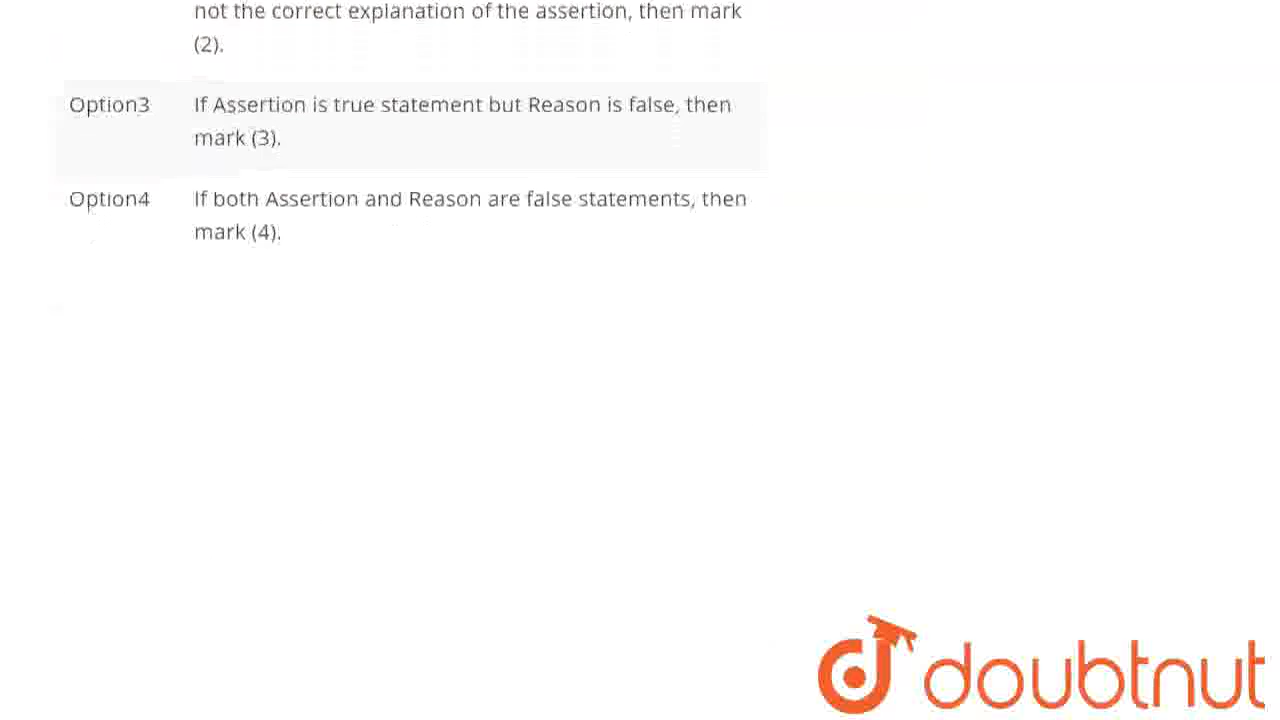 not the correct explanation of the assertion, then mark
(2).
Option3 If Assertion is true statement but Reason is false, then
mark (3).
Option4 If both Assertion and Reason are false statements, then
mark (4).
doubtnut